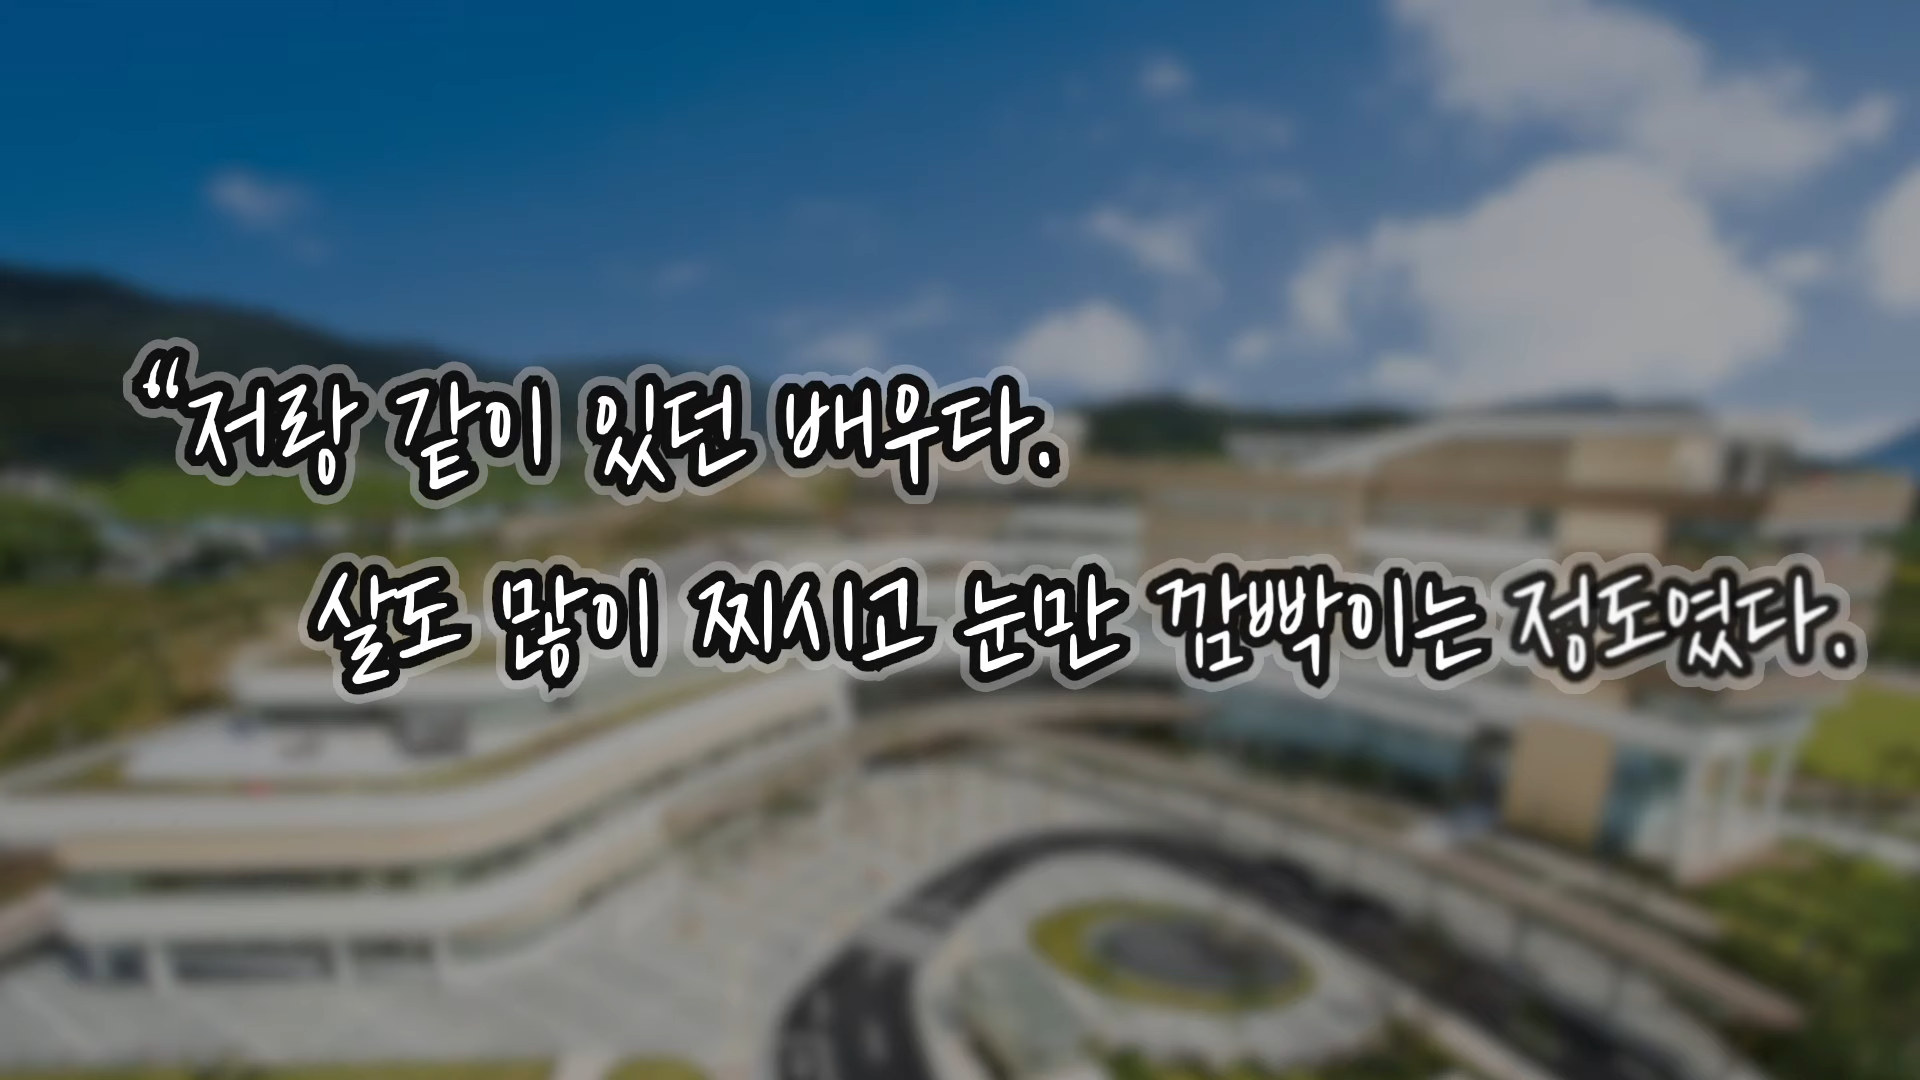 “저랑 같이 있던 배우다.
살도 많이 찌시고 눈만 깜빡이는 정도였다.